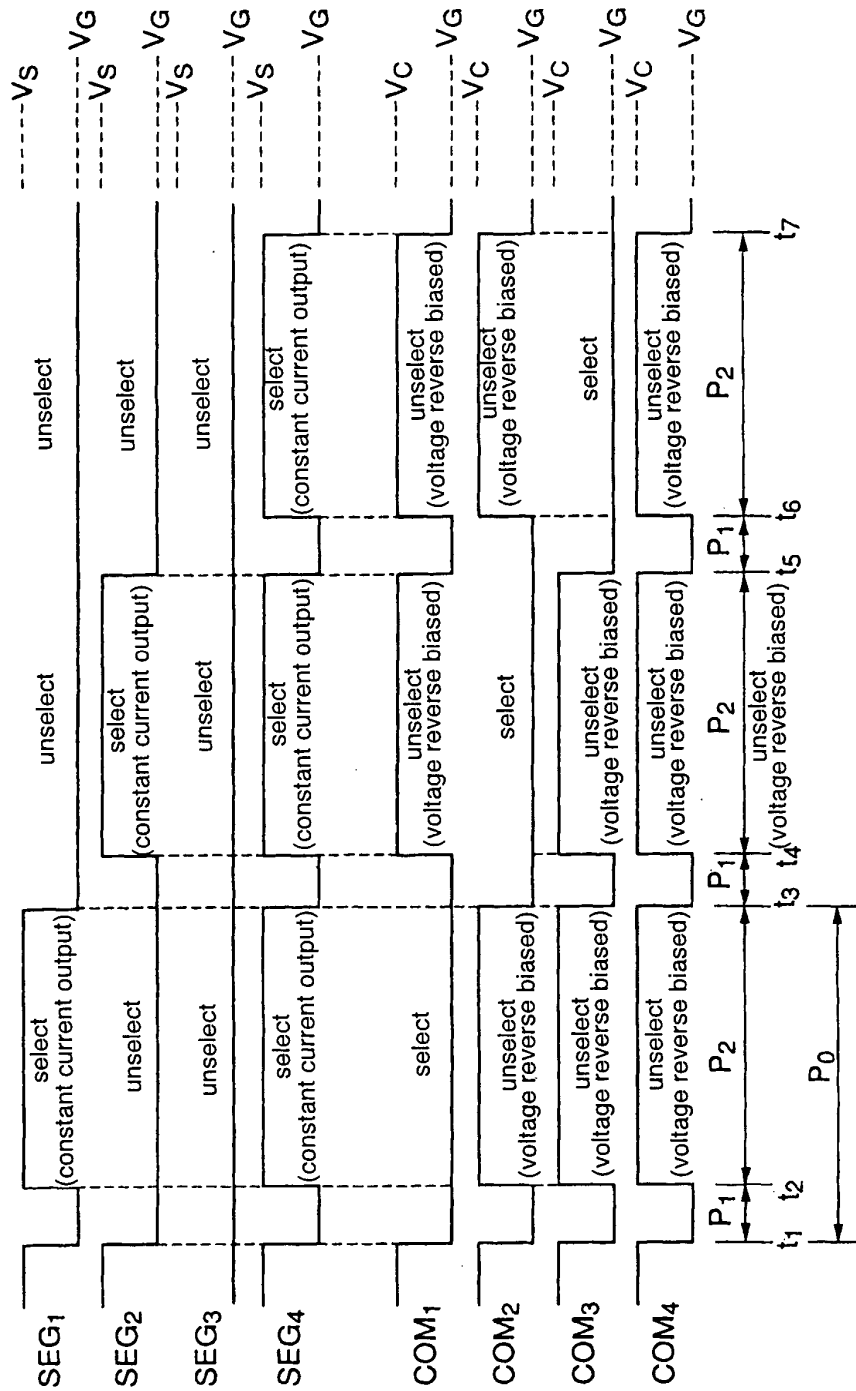 SEG1
select
(constant current output)
unselect
unselect
VS
VG
SEG2
unselect
select
(constant current output)
unselect
VS
VG
SEG3
unselect
unselect
unselect
VS
VG
SEG4
select
(constant current output)
select
(constant current output)
select
(constant current output)
VS
VG
COM1
select
unselect
(voltage reverse biased)
unselect
(voltage reverse biased)
VC
VG
COM2
unselect
(voltage reverse biased)
select
unselect
(voltage reverse biased)
VC
VG
COM3
unselect
(voltage reverse biased)
unselect
(voltage reverse biased)
select
VC
VG
COM4
unselect
(voltage reverse biased)
unselect
(voltage reverse biased)
unselect
(voltage reverse biased)
VC
VG
P1 P2 P1 P2 P1 P2
t1 t2 t3 t4 t5 t6 t7
unselect
(voltage reverse biased)
P0